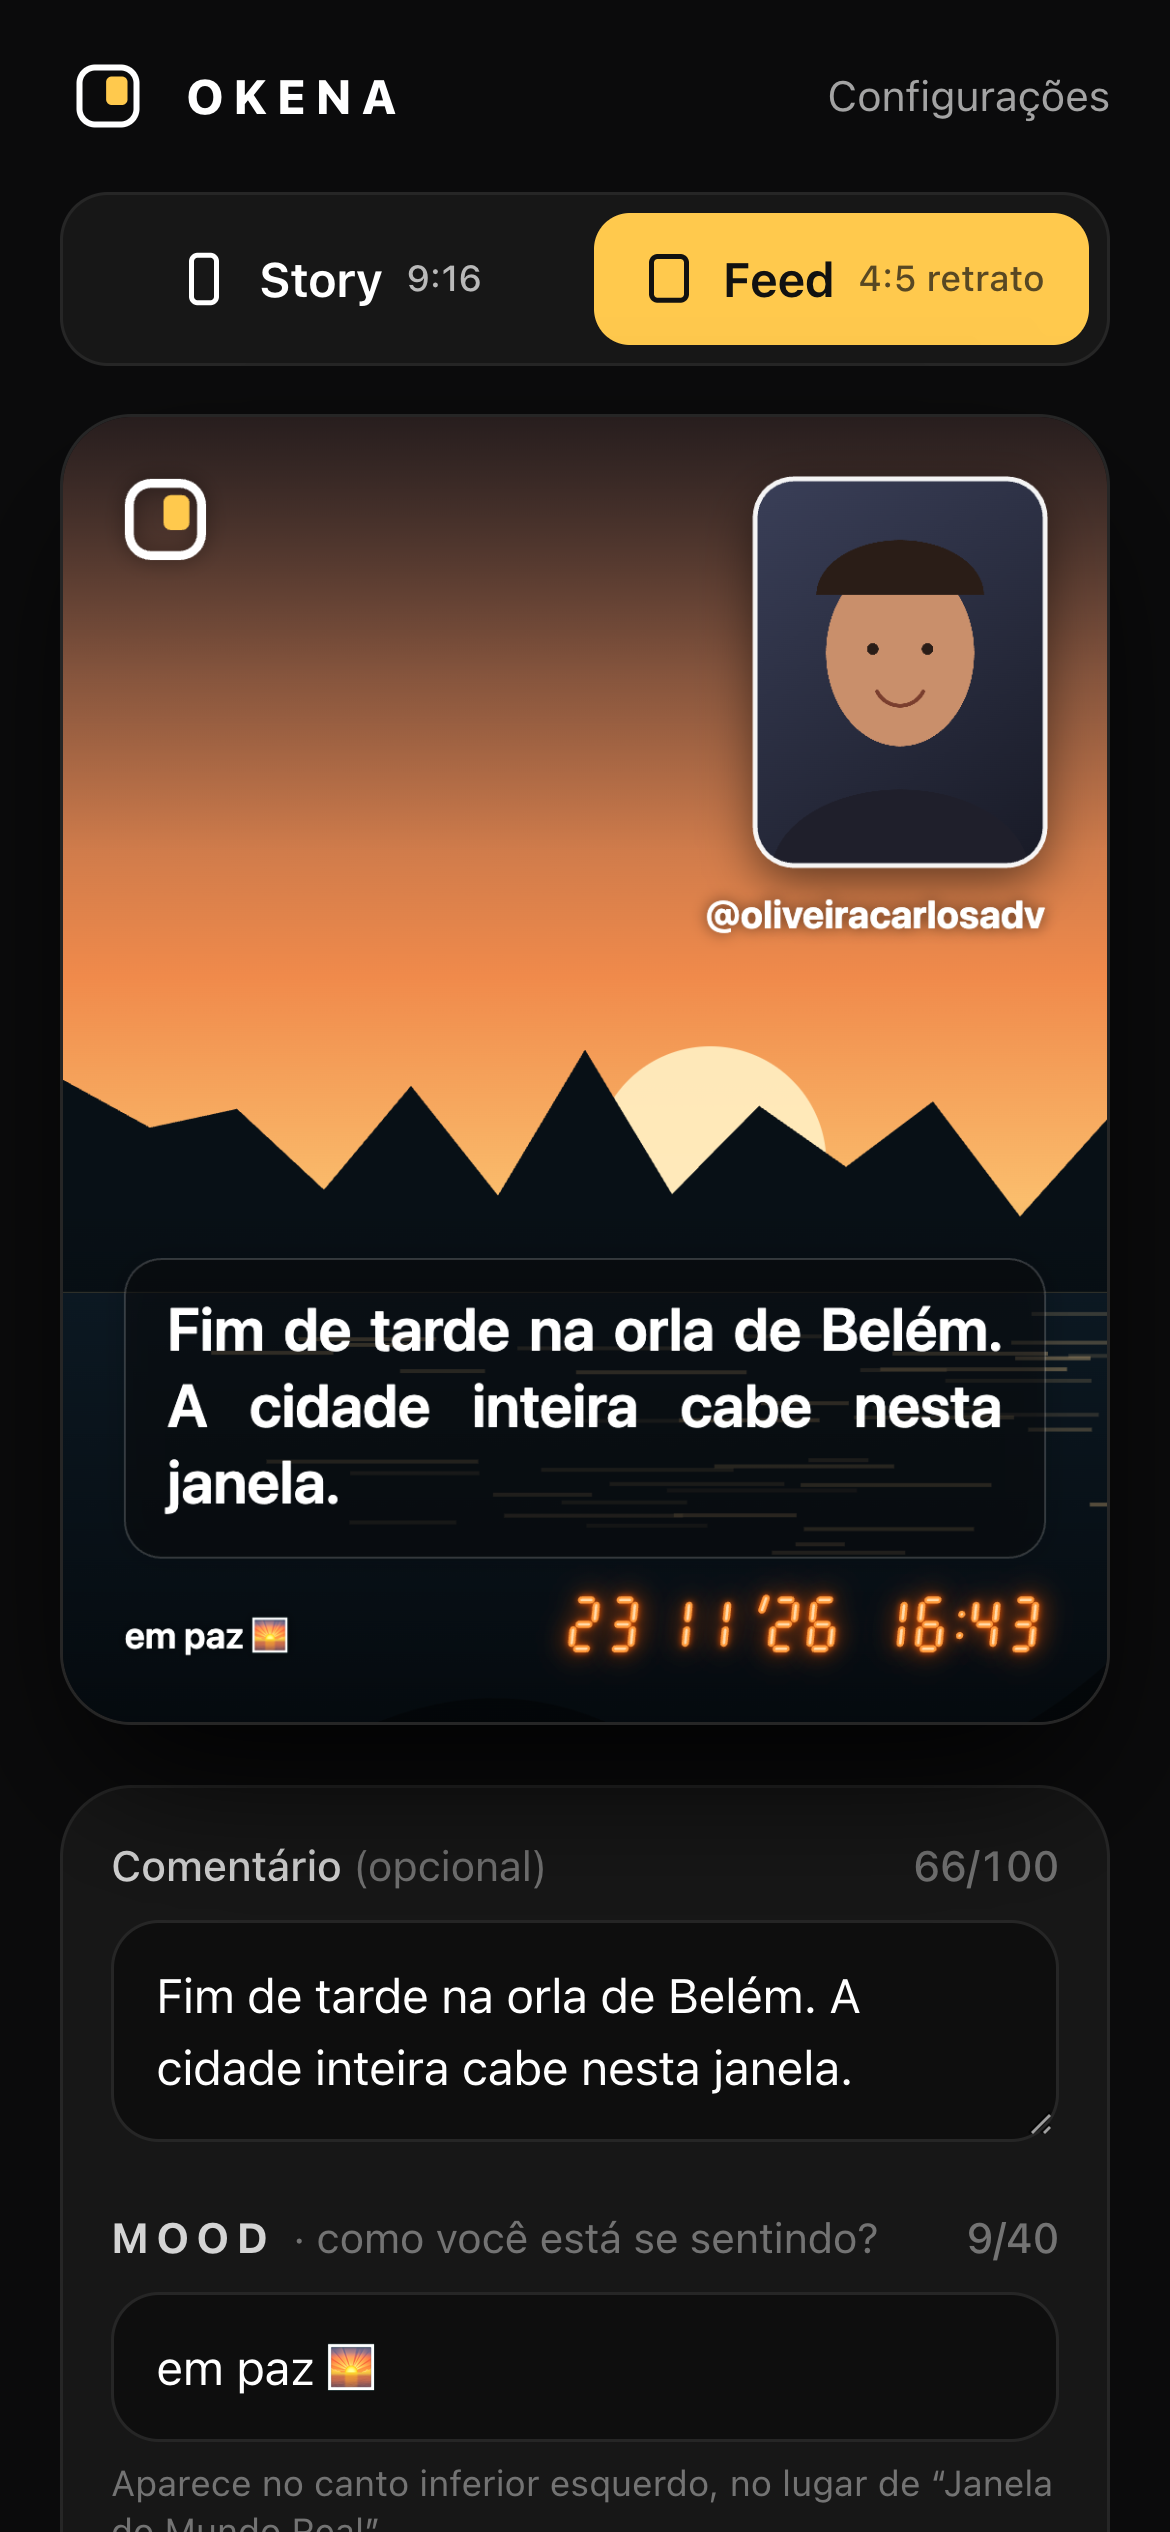 OKENA
Configurações
Story 9:16
Feed 4:5 retrato
@oliveiracarlosadv
Fim de tarde na orla de Belém.
A cidade inteira cabe nesta
janela.
em paz 🌅
23 11 '26 16:43
Comentário (opcional)
66/100
Fim de tarde na orla de Belém. A
cidade inteira cabe nesta janela.
MOOD · como você está se sentindo?
9/40
em paz 🌅
Aparece no canto inferior esquerdo, no lugar de “Janela
do Mundo Real”